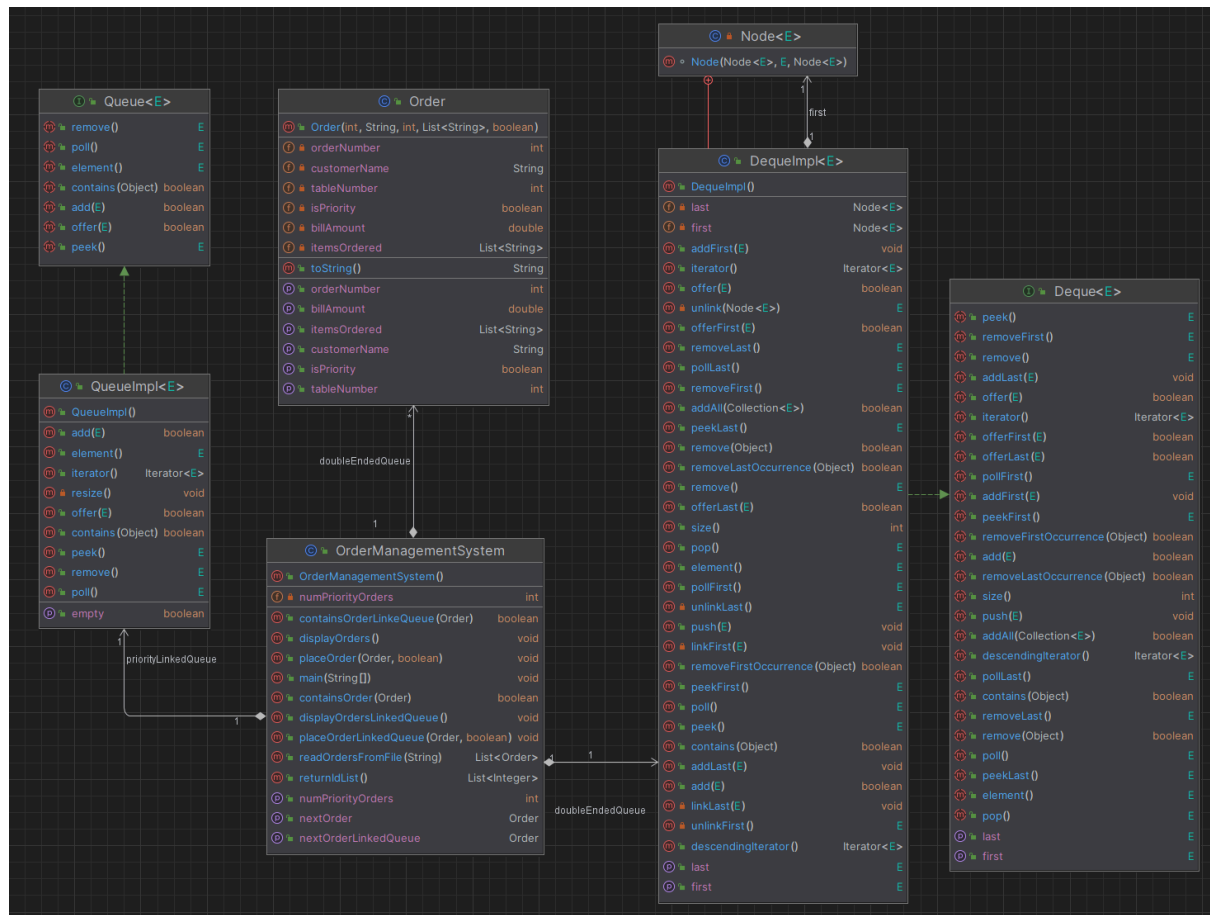 Node<E>
Node(Node<E>, E, Node<E>)
1
first
1
Queue<E>
remove() E
poll() E
element() E
contains(Object) boolean
add(E) boolean
offer(E) boolean
peek() E
Order
Order(int, String, int, List<String>, boolean)
orderNumber int
customerName String
tableNumber int
isPriority boolean
billAmount double
itemsOrdered List<String>
toString() String
orderNumber int
billAmount double
itemsOrdered List<String>
customerName String
isPriority boolean
tableNumber int
*
doubleEndedQueue
1
QueueImpl<E>
QueueImpl()
add(E) boolean
element() E
iterator() Iterator<E>
resize() void
offer(E) boolean
contains(Object) boolean
peek() E
remove() E
poll() E
empty boolean
1
priorityLinkedQueue
1
OrderManagementSystem
OrderManagementSystem()
numPriorityOrders int
containsOrderLinkeQueue(Order) boolean
displayOrders() void
placeOrder(Order, boolean) void
main(String[]) void
containsOrder(Order) boolean
displayOrdersLinkedQueue() void
placeOrderLinkedQueue(Order, boolean) void
readOrdersFromFile(String) List<Order>
returnIdList() List<Integer>
numPriorityOrders int
nextOrder Order
nextOrderLinkedQueue Order
1
1
doubleEndedQueue
DequeImpl<E>
DequeImpl()
last Node<E>
first Node<E>
addFirst(E) void
iterator() Iterator<E>
offer(E) boolean
unlink(Node<E>) E
offerFirst(E) boolean
removeLast() E
pollLast() E
removeFirst() E
addAll(Collection<E>) boolean
peekLast() E
remove(Object) boolean
removeLastOccurrence(Object) boolean
remove() E
offerLast(E) boolean
size() int
pop() E
element() E
pollFirst() E
unlinkLast() E
push(E) void
linkFirst(E) void
removeFirstOccurrence(Object) boolean
peekFirst() E
poll() E
peek() E
contains(Object) boolean
addLast(E) void
add(E) boolean
linkLast(E) void
unlinkFirst() E
descendingIterator() Iterator<E>
last E
first E
Deque<E>
peek() E
removeFirst() E
remove() E
addLast(E) void
offer(E) boolean
iterator() Iterator<E>
offerFirst(E) boolean
offerLast(E) boolean
pollFirst() E
addFirst(E) void
peekFirst() E
removeFirstOccurrence(Object) boolean
add(E) boolean
removeLastOccurrence(Object) boolean
size() int
push(E) void
addAll(Collection<E>) boolean
descendingIterator() Iterator<E>
pollLast() E
contains(Object) boolean
removeLast() E
remove(Object) boolean
poll() E
peekLast() E
element() E
pop() E
last E
first E